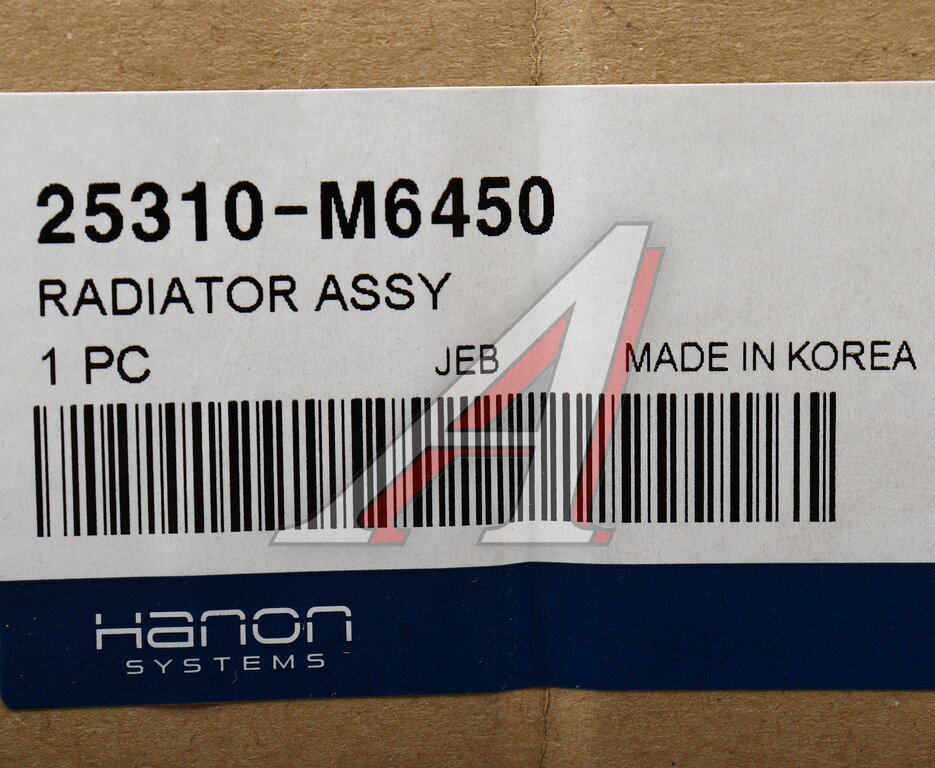 25310-M6450
RADIATOR ASSY
1 PC JEB MADE IN KOREA
Hanon
SYSTEMS